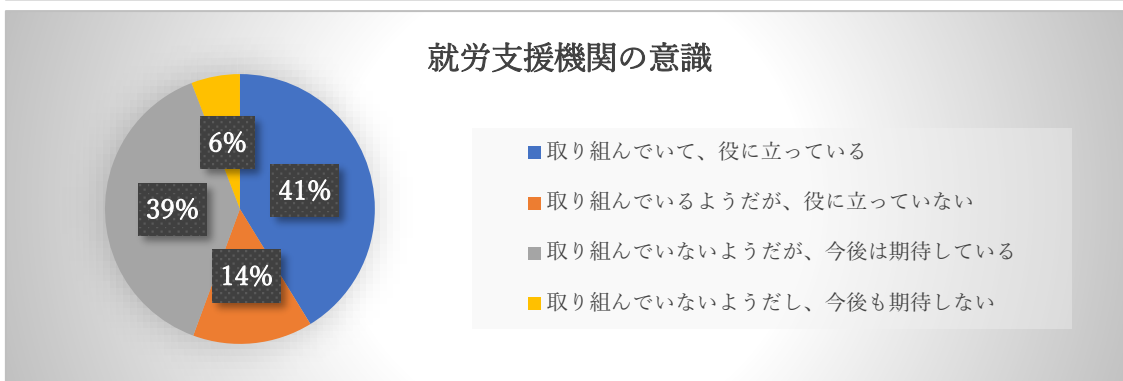 就労支援機関の意識
6%
41%
39%
14%
取り組んでいて、役に立っている
取り組んでいるようだが、役に立っていない
取り組んでいないようだが、今後は期待している
取り組んでいないようだし、今後も期待しない